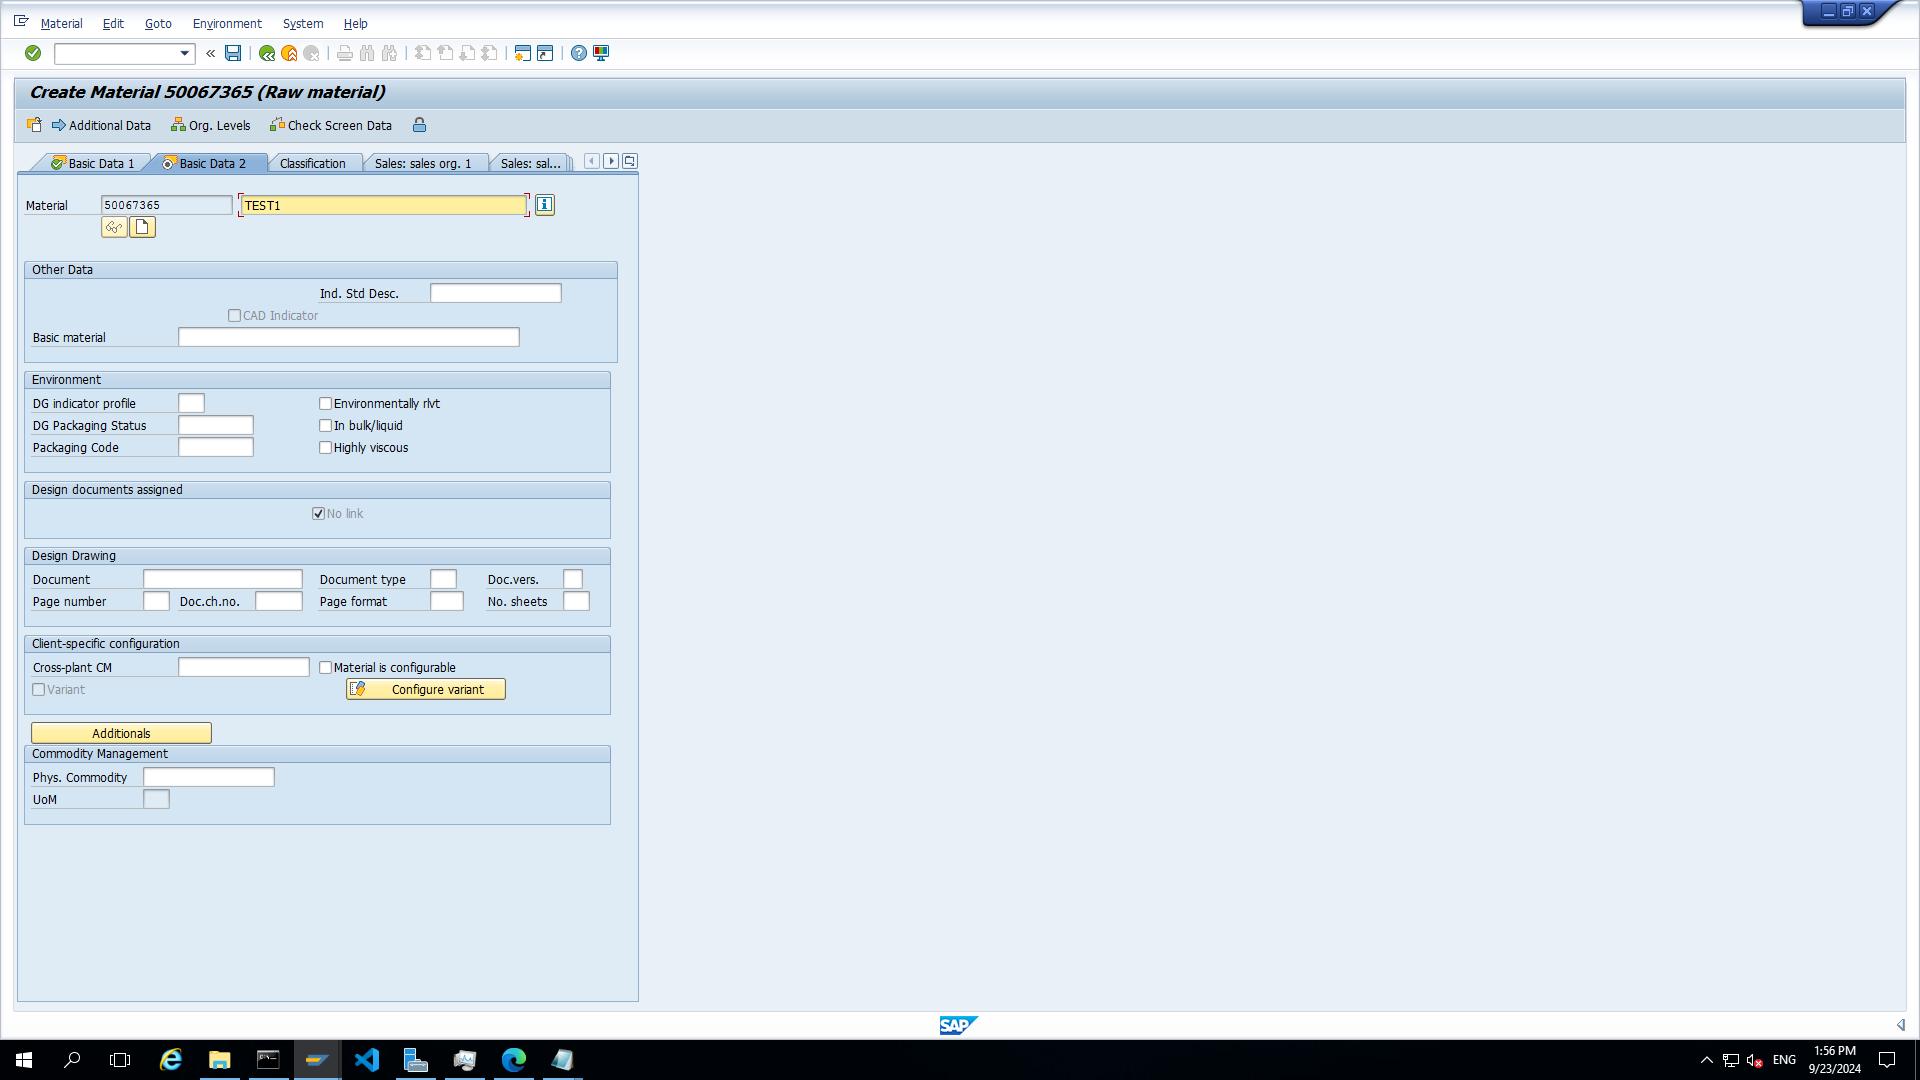 Material Edit Goto Environment System Help
Create Material 50067365 (Raw material)
Additional Data Org. Levels Check Screen Data
Basic Data 1 Basic Data 2 Classification Sales: sales org. 1 Sales: sal...
Material 50067365 TEST1
Other Data
Ind. Std Desc.
CAD Indicator
Basic material
Environment
DG indicator profile Environmentally rlvt
DG Packaging Status In bulk/liquid
Packaging Code Highly viscous
Design documents assigned
No link
Design Drawing
Document Document type Doc.vers.
Page number Doc.ch.no. Page format No. sheets
Client-specific configuration
Cross-plant CM Material is configurable
Variant Configure variant
Additionals
Commodity Management
Phys. Commodity
UoM
SAP
ENG 1:56 PM
9/23/2024